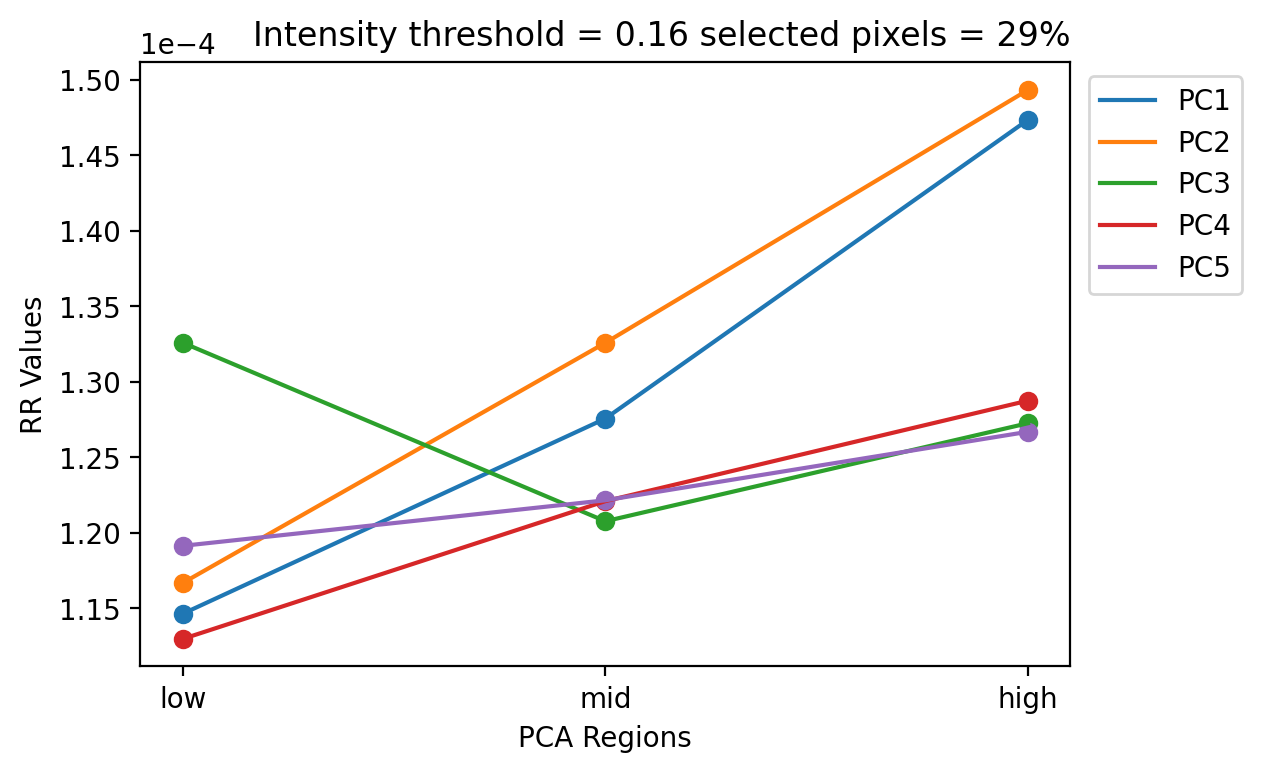 1e−4
Intensity threshold = 0.16 selected pixels = 29%
1.50
1.45
1.40
1.35
1.30
1.25
1.20
1.15
RR Values
low
mid
high
PCA Regions
PC1
PC2
PC3
PC4
PC5